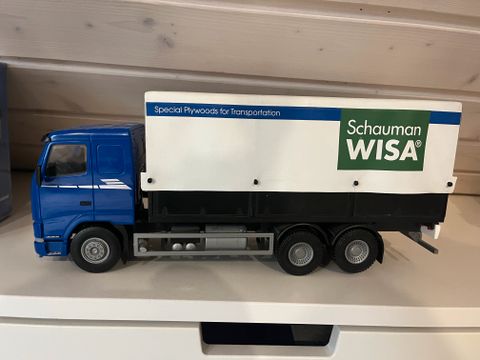 Special Plywoods for Transportation
Schauman
WISA®